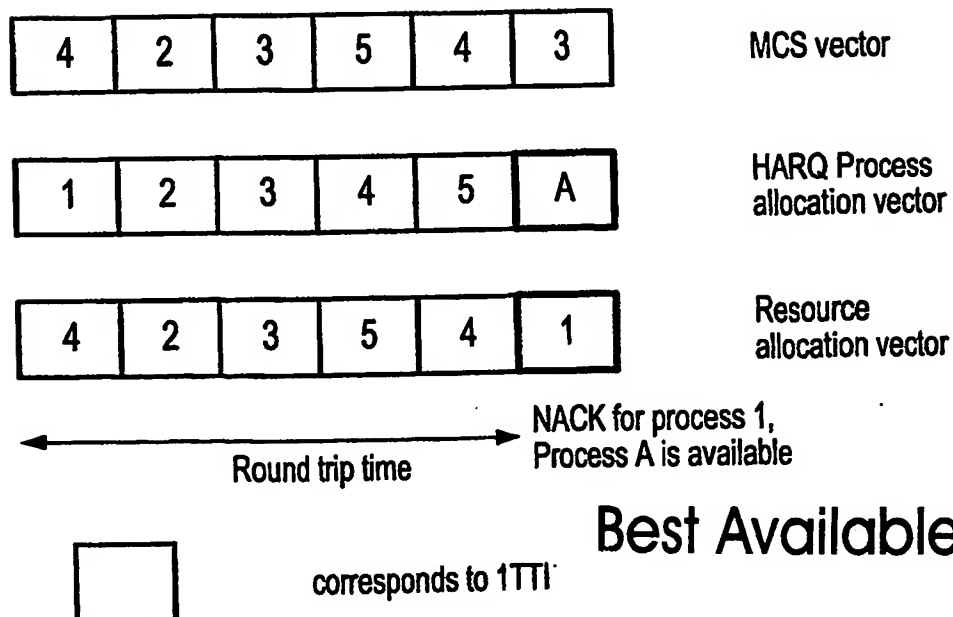 4 2 3 5 4 3 MCS vector
1 2 3 4 5 A HARQ Process
allocation vector
4 2 3 5 4 1 Resource
allocation vector
NACK for process 1,
Process A is available
Round trip time
Best Available
corresponds to 1TTI